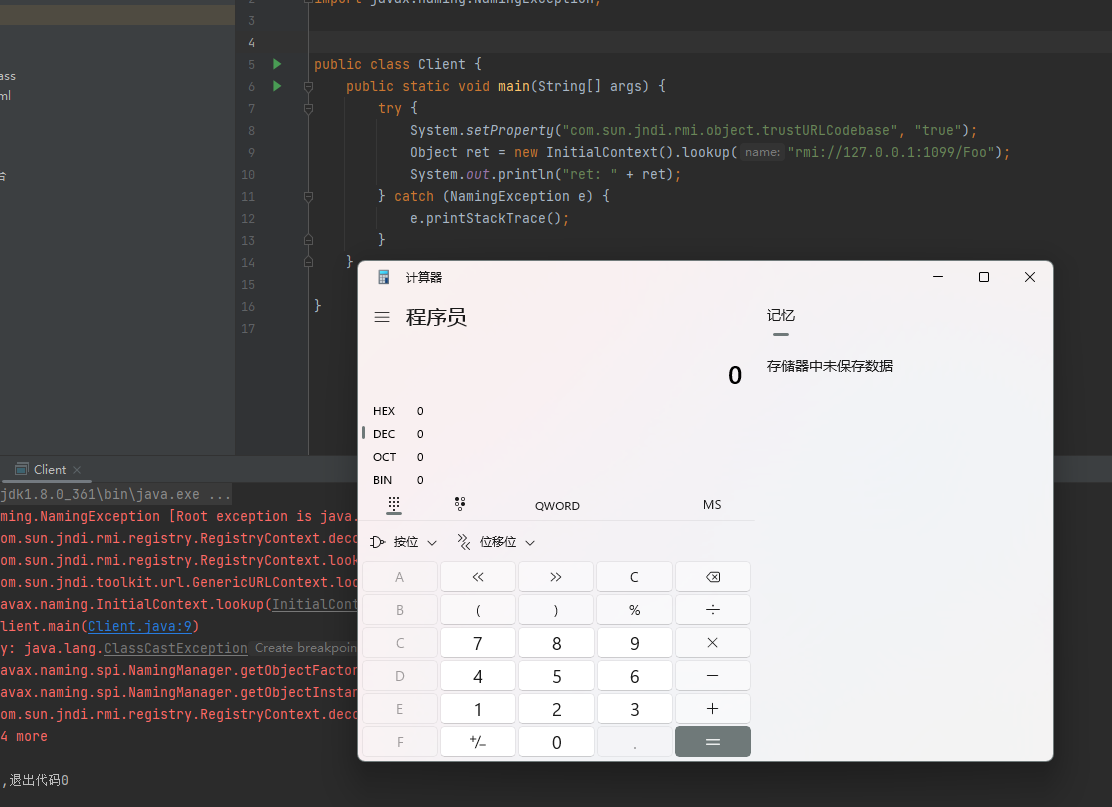 import javax.naming.NamingException;
3
4
ass
5 public class Client {
ml
6 public static void main(String[] args) {
7 try {
8 System.setProperty("com.sun.jndi.rmi.object.trustURLCodebase", "true");
9 Object ret = new InitialContext().lookup( name: "rmi://127.0.0.1:1099/Foo");
10 System.out.println("ret: " + ret);
11 } catch (NamingException e) {
12 e.printStackTrace();
13 }
14 }
15
16 }
17
计算器
程序员
记忆
0
存储器中未保存数据
HEX 0
DEC 0
OCT 0
BIN 0
QWORD
MS
按位
位移位
A « » C
B ( ) % ÷
C 7 8 9 ×
D 4 5 6 −
E 1 2 3 +
F +/− 0 . =
Client ×
jdk1.8.0_361\bin\java.exe ...
ming.NamingException [Root exception is java.
om.sun.jndi.rmi.registry.RegistryContext.deco
om.sun.jndi.rmi.registry.RegistryContext.look
om.sun.jndi.toolkit.url.GenericURLContext.loo
avax.naming.InitialContext.lookup(InitialCont
lient.main(Client.java:9)
y: java.lang.ClassCastException Create breakpoin
avax.naming.spi.NamingManager.getObjectFactor
avax.naming.spi.NamingManager.getObjectInstan
om.sun.jndi.rmi.registry.RegistryContext.deco
4 more
,退出代码0